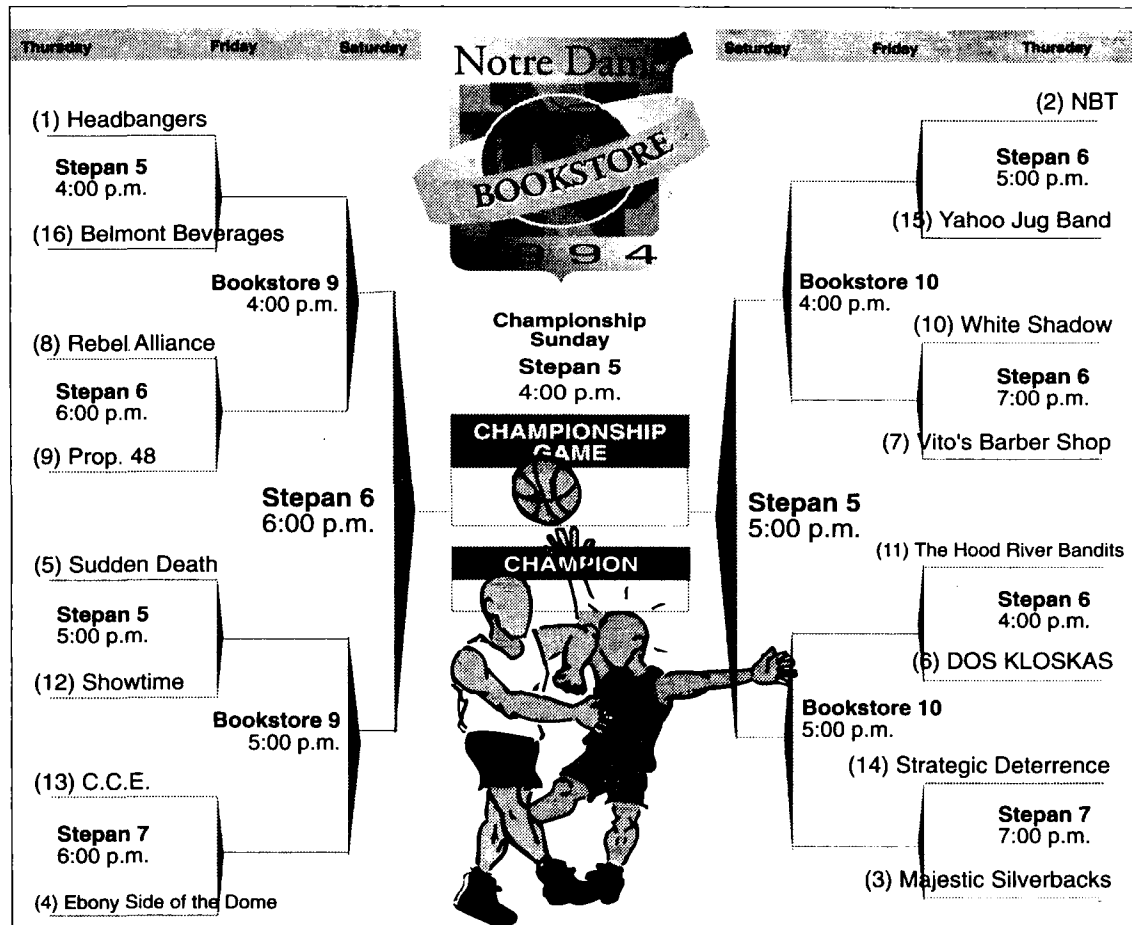 Thursday
Friday
Saturday
Saturday
Friday
Thursday
(1) Headbangers
Stepan 5
4:00 p.m.
(16) Belmont Beverages
Bookstore 9
4:00 p.m.
(8) Rebel Alliance
Stepan 6
6:00 p.m.
(9) Prop. 48
Stepan 6
6:00 p.m.
(5) Sudden Death
Stepan 5
5:00 p.m.
(12) Showtime
Bookstore 9
5:00 p.m.
(13) C.C.E.
Stepan 7
6:00 p.m.
(4) Ebony Side of the Dome
Notre Dame
BOOKSTORE
994
Championship
Sunday
Stepan 5
4:00 p.m.
CHAMPIONSHIP
GAME
CHAMPION
(2) NBT
Stepan 6
5:00 p.m.
(15) Yahoo Jug Band
Bookstore 10
4:00 p.m.
(10) White Shadow
Stepan 6
7:00 p.m.
(7) Vito's Barber Shop
Stepan 5
5:00 p.m.
(11) The Hood River Bandits
Stepan 6
4:00 p.m.
(6) DOS KLOSKAS
Bookstore 10
5:00 p.m.
(14) Strategic Deterrence
Stepan 7
7:00 p.m.
(3) Majestic Silverbacks